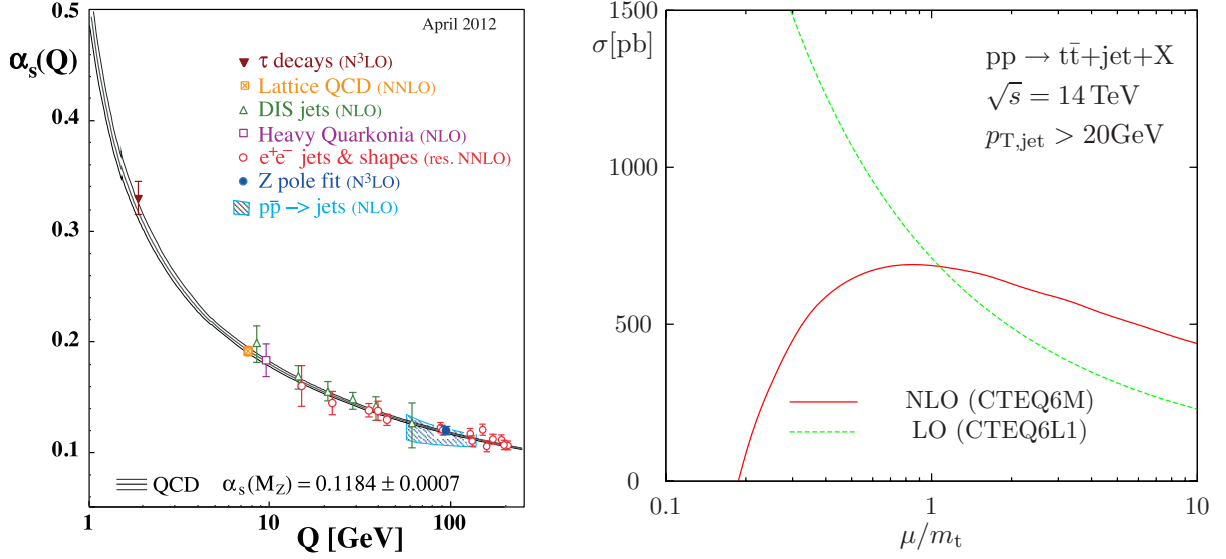 0.5
April 2012
αs(Q)
τ decays (N³LO)
Lattice QCD (NNLO)
DIS jets (NLO)
Heavy Quarkonia (NLO)
e⁺e⁻ jets & shapes (res. NNLO)
Z pole fit (N³LO)
pp̅ –> jets (NLO)
0.4
0.3
0.2
0.1
QCD αs(MZ) = 0.1184 ± 0.0007
1 10 100
Q [GeV]
1500
σ[pb]
pp → tt̅+jet+X
√s = 14 TeV
pT,jet > 20GeV
1000
500
NLO (CTEQ6M)
LO (CTEQ6L1)
0
0.1 1 10
μ/mt